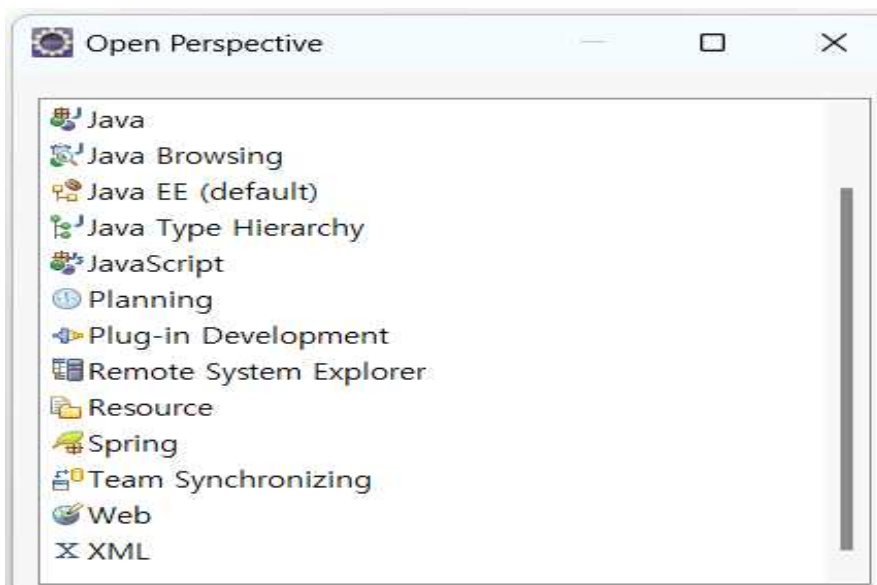 Open Perspective
Java
Java Browsing
Java EE (default)
Java Type Hierarchy
JavaScript
Planning
Plug-in Development
Remote System Explorer
Resource
Spring
Team Synchronizing
Web
XML